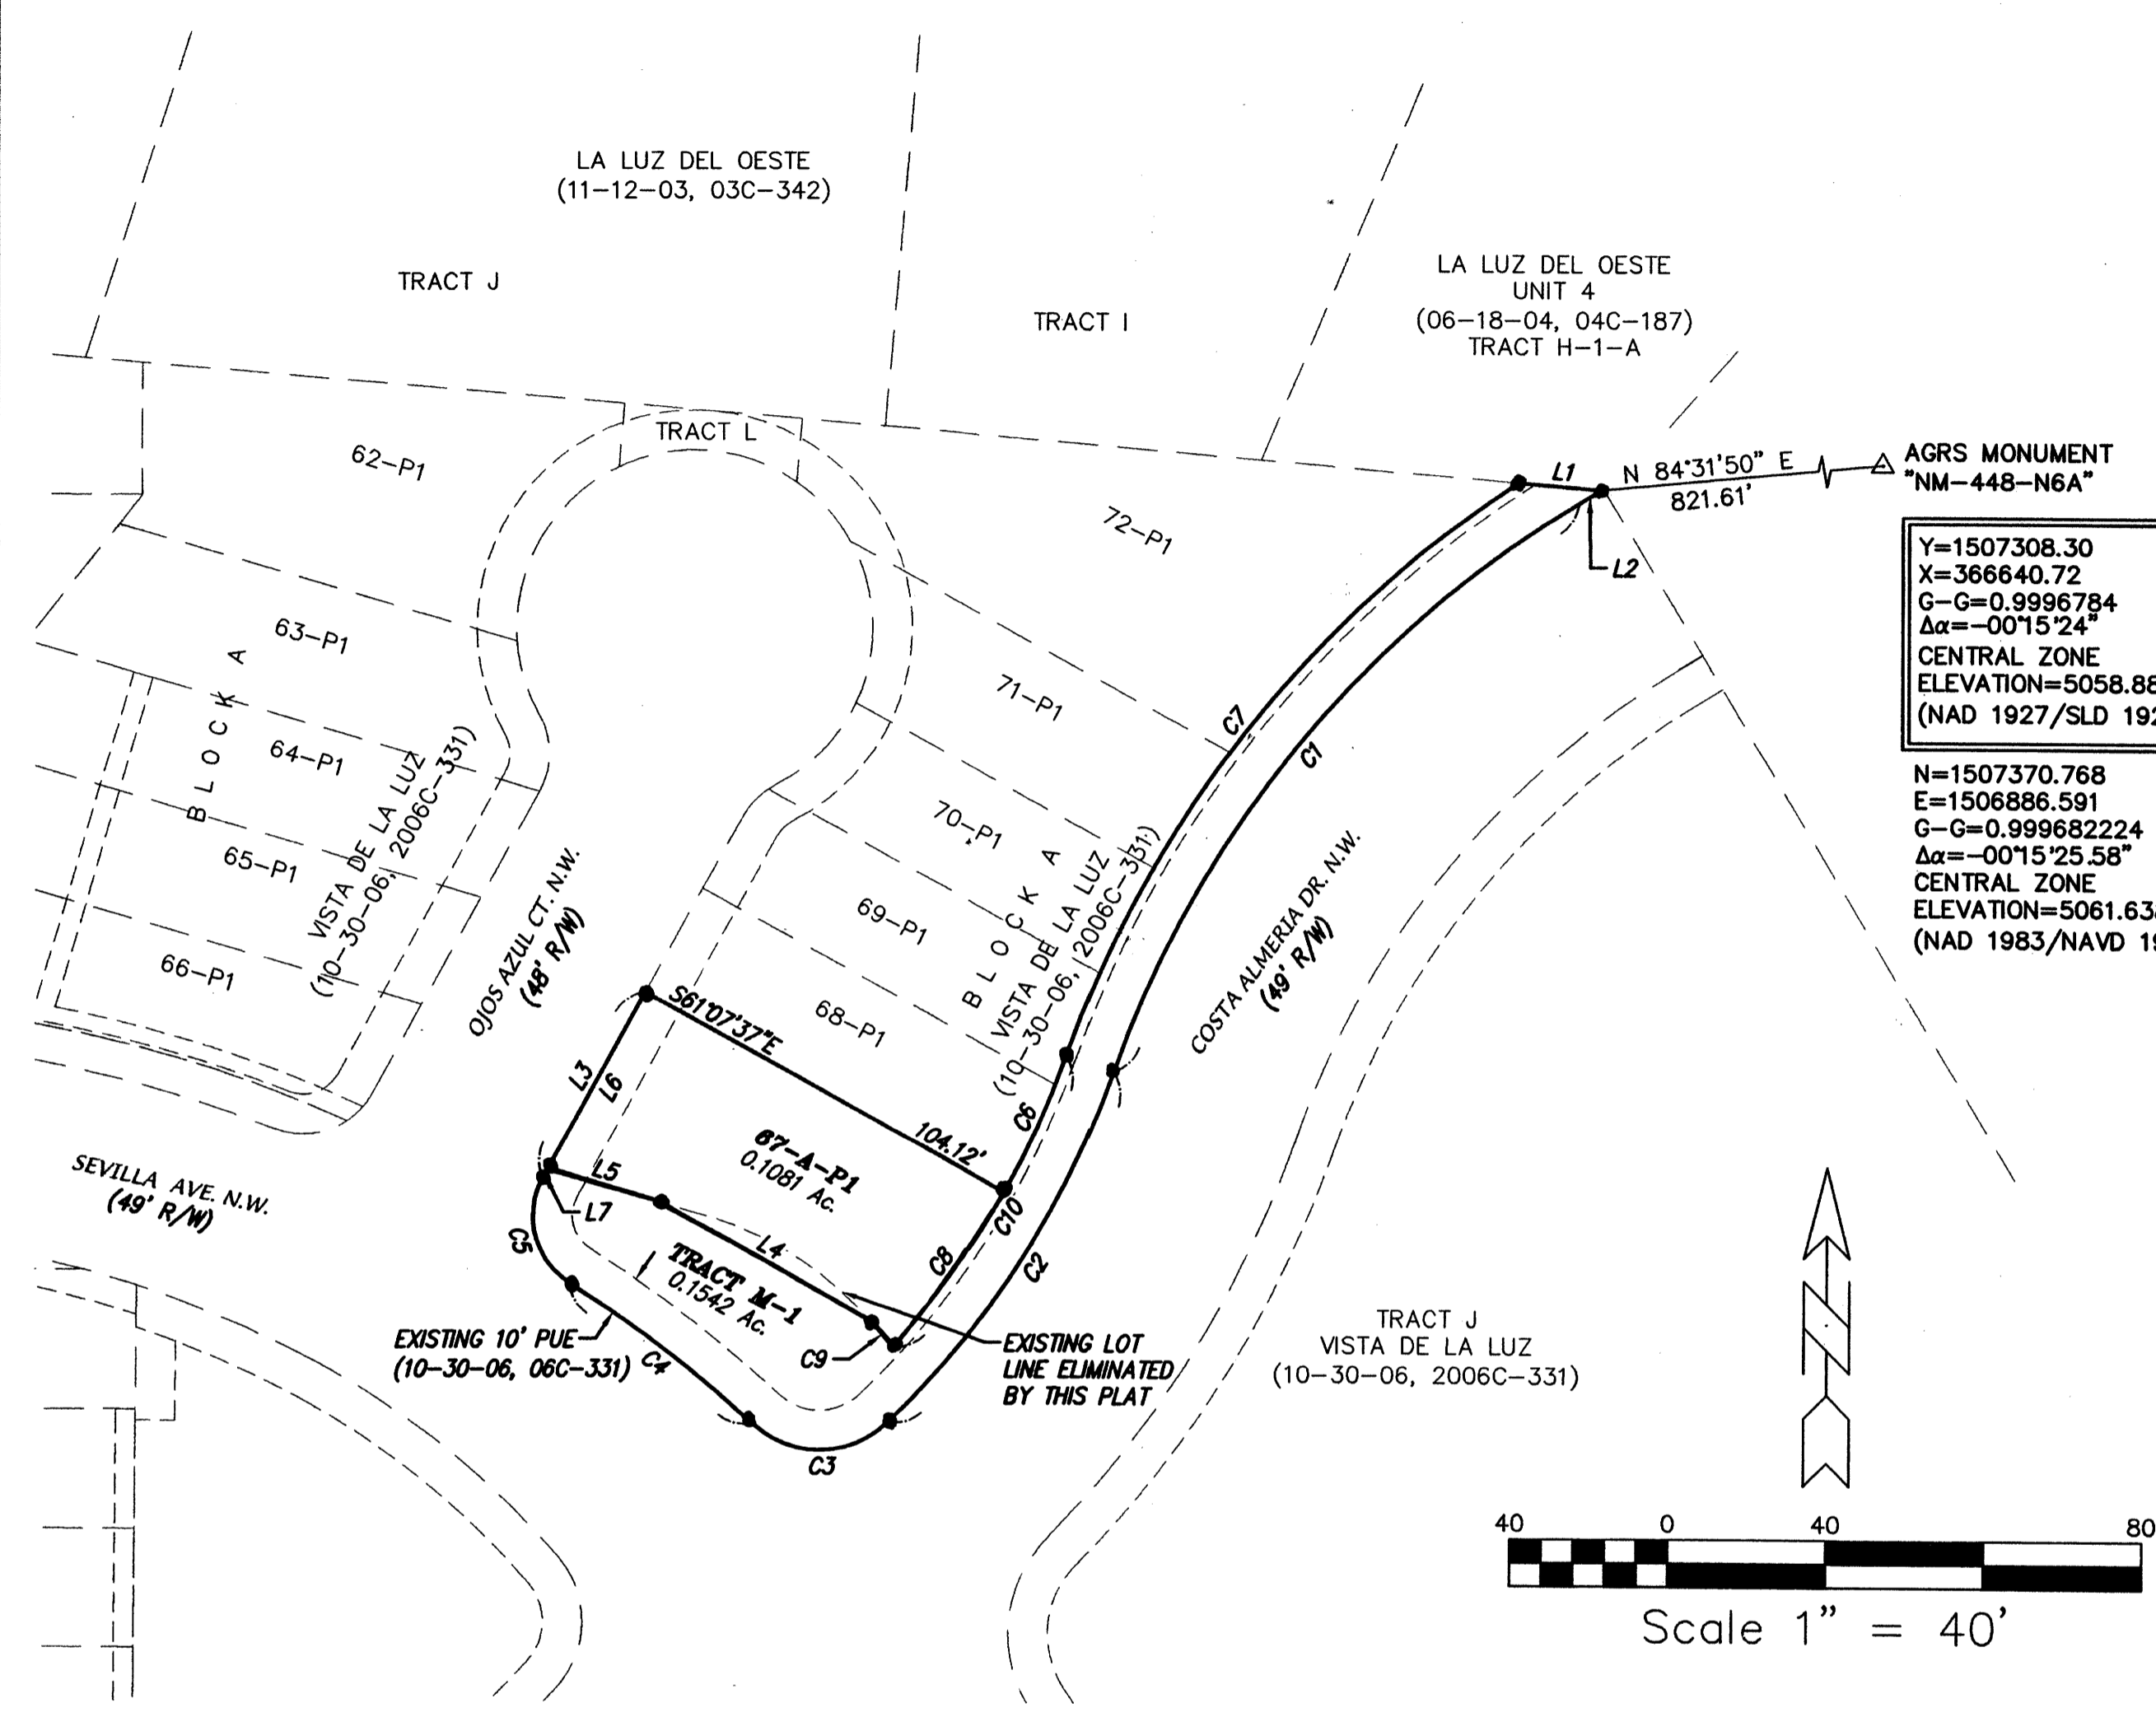 LA LUZ DEL OESTE
(11-12-03, 03C-342)
TRACT J
TRACT I
LA LUZ DEL OESTE
UNIT 4
(06-18-04, 04C-187)
TRACT H-1-A
TRACT L
62-P1
72-P1
L1
N 84°31'50" E
821.61'
L2
AGRS MONUMENT
"NM-448-N6A"
Y=1507308.30
X=366640.72
G-G=0.9996784
Δα=-00°15'24"
CENTRAL ZONE
ELEVATION=5058.88
(NAD 1927/SLD 192
N=1507370.768
E=1506886.591
G-G=0.999682224
Δα=-00°15'25.58"
CENTRAL ZONE
ELEVATION=5061.63
(NAD 1983/NAVD 19
63-P1
BLOCK A
64-P1
65-P1
66-P1
VISTA DE LA LUZ
(10-30-06, 2006C-331)
71-P1
70-P1
69-P1
68-P1
BLOCK A
VISTA DE LA LUZ
(10-30-06, 2006C-331)
C7
C1
OJOS AZUL CT. N.W.
(48' R/W)
COSTA ALMERIA DR. N.W.
(49' R/W)
S61°07'37"E
104.12'
L3
L6
C6
67-A-P1
0.1081 Ac.
SEVILLA AVE. N.W.
(49' R/W)
L5
L7
C5
L4
C10
C8
C2
TRACT M-1
0.1542 Ac.
EXISTING 10' PUE
(10-30-06, 06C-331)
C4
C9
C3
EXISTING LOT
LINE ELIMINATED
BY THIS PLAT
TRACT J
VISTA DE LA LUZ
(10-30-06, 2006C-331)
40 0 40 80
Scale 1" = 40'